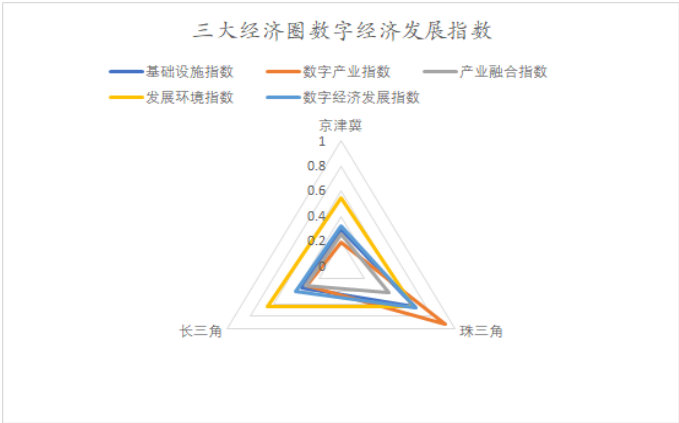 三大经济圈数字经济发展指数
基础设施指数 数字产业指数 产业融合指数
发展环境指数 数字经济发展指数
京津冀
1
0.8
0.6
0.4
0.2
0
长三角 珠三角